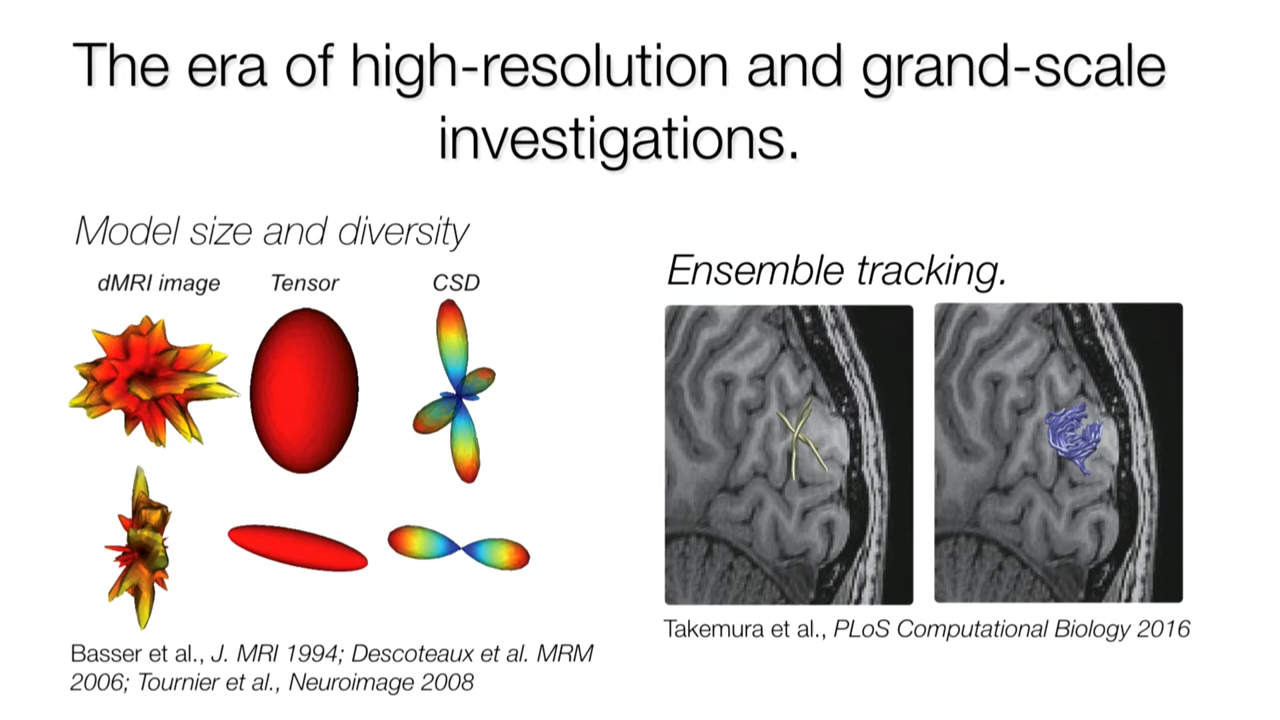 The era of high-resolution and grand-scale
investigations.
Model size and diversity
dMRI image Tensor CSD
Basser et al., J. MRI 1994; Descoteaux et al. MRM
2006; Tournier et al., Neuroimage 2008
Ensemble tracking.
Takemura et al., PLoS Computational Biology 2016